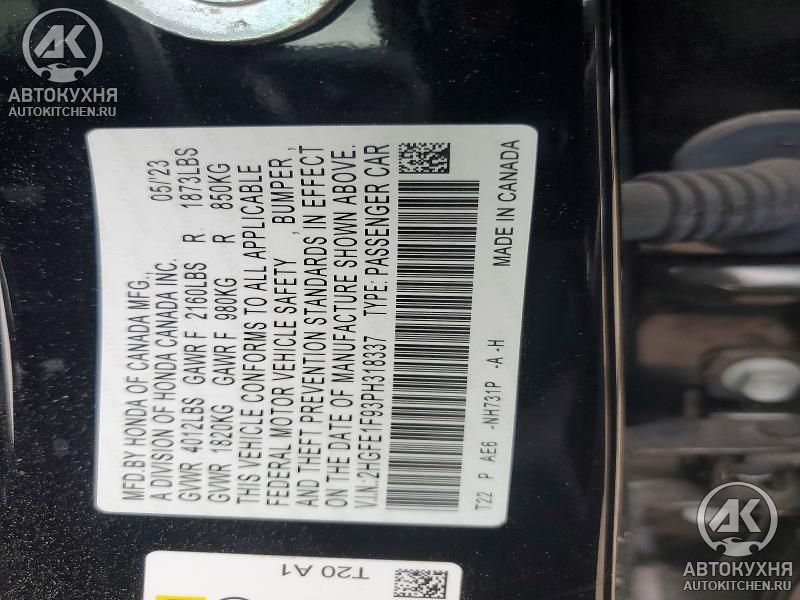 AK
АВТОКУХНЯ
AUTOKITCHEN.RU
MFD.BY HONDA OF CANADA MFG., 05/'23
A DIVISION OF HONDA CANADA INC.
GVWR 4012LBS GAWR F 2160LBS R 1873LBS
GVWR 1820KG GAWR F 980KG R 850KG
THIS VEHICLE CONFORMS TO ALL APPLICABLE
FEDERAL MOTOR VEHICLE SAFETY , BUMPER ,
AND THEFT PREVENTION STANDARDS IN EFFECT
ON THE DATE OF MANUFACTURE SHOWN ABOVE.
V.I.N:2HGFE1F93PH318337 TYPE: PASSENGER CAR
T22 P AE6 -NH731P -A -H MADE IN CANADA
T20 A1
AK
АВТОКУХНЯ
AUTOKITCHEN.RU